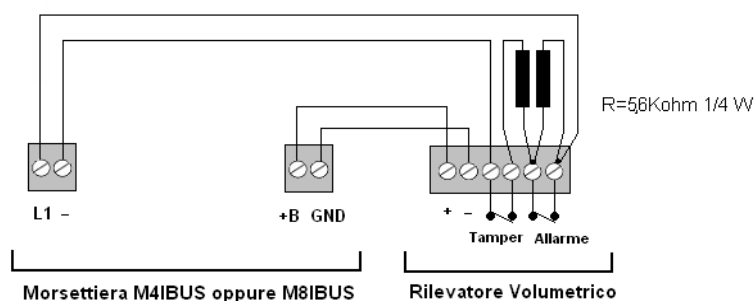 R=5,6Kohm 1/4 W
L1 -
+B GND
+ -
Tamper Allarme
Morsettiera M4IBUS oppure M8IBUS
Rilevatore Volumetrico